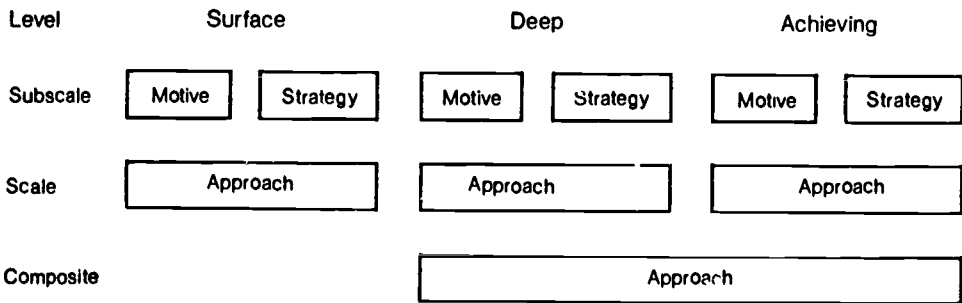 Level Surface Deep Achieving
Subscale Motive Strategy Motive Strategy Motive Strategy
Scale Approach Approach Approach
Composite Approach